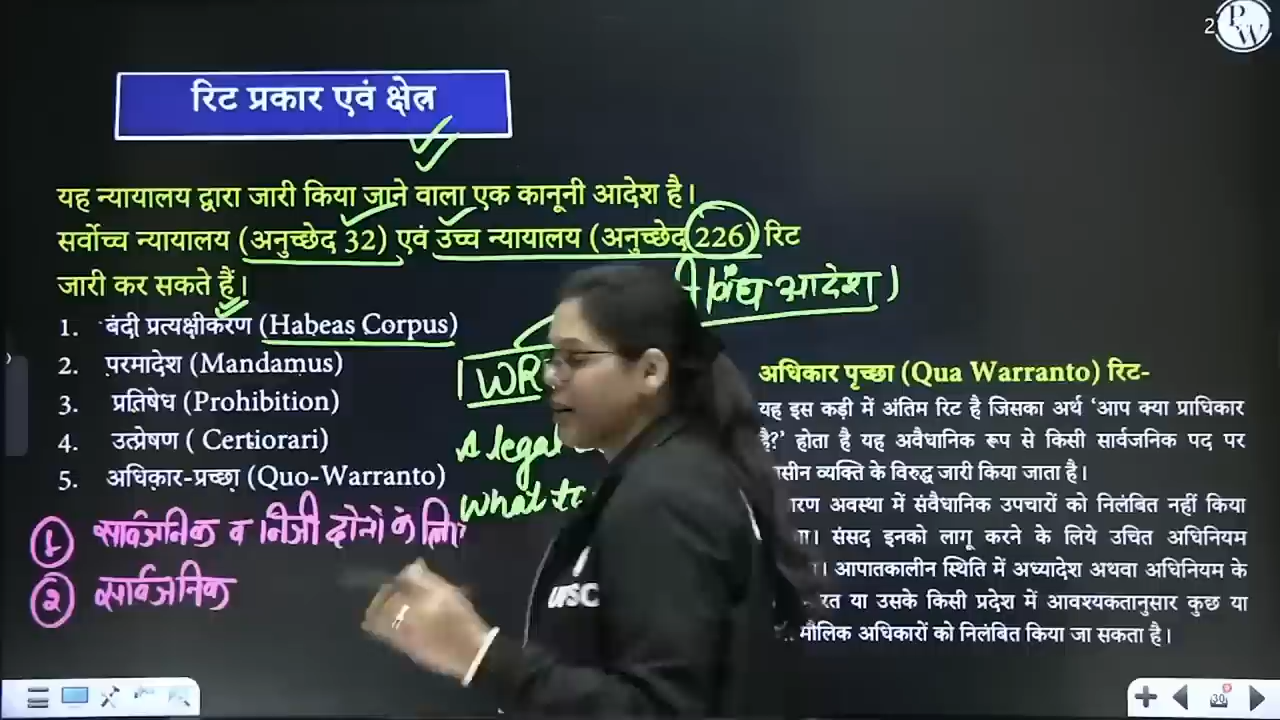 2
PW
रिट प्रकार एवं क्षेत्र
यह न्यायालय द्वारा जारी किया जाने वाला एक कानूनी आदेश है।
सर्वोच्च न्यायालय (अनुच्छेद 32) एवं उच्च न्यायालय (अनुच्छेद 226) रिट
जारी कर सकते हैं।
आदेश)
1. बंदी प्रत्यक्षीकरण (Habeas Corpus)
2. परमादेश (Mandamus)
3. प्रतिषेध (Prohibition)
4. उत्प्रेषण ( Certiorari)
5. अधिकार-प्रच्छा (Quo-Warranto)
WR
A legal
what to
① सार्वजनिक व निजी दोनो के लिए
② सार्वजनिक
अधिकार पृच्छा (Qua Warranto) रिट-
यह इस कड़ी में अंतिम रिट है जिसका अर्थ ‘आप क्या प्राधिकार
है?’ होता है यह अवैधानिक रूप से किसी सार्वजनिक पद पर
व्यक्ति के विरुद्ध जारी किया जाता है।
अवस्था में संवैधानिक उपचारों को निलंबित नहीं किया
संसद इनको लागू करने के लिये उचित अधिनियम
आपातकालीन स्थिति में अध्यादेश अथवा अधिनियम के
या उसके किसी प्रदेश में आवश्यकतानुसार कुछ या
मौलिक अधिकारों को निलंबित किया जा सकता है।
30